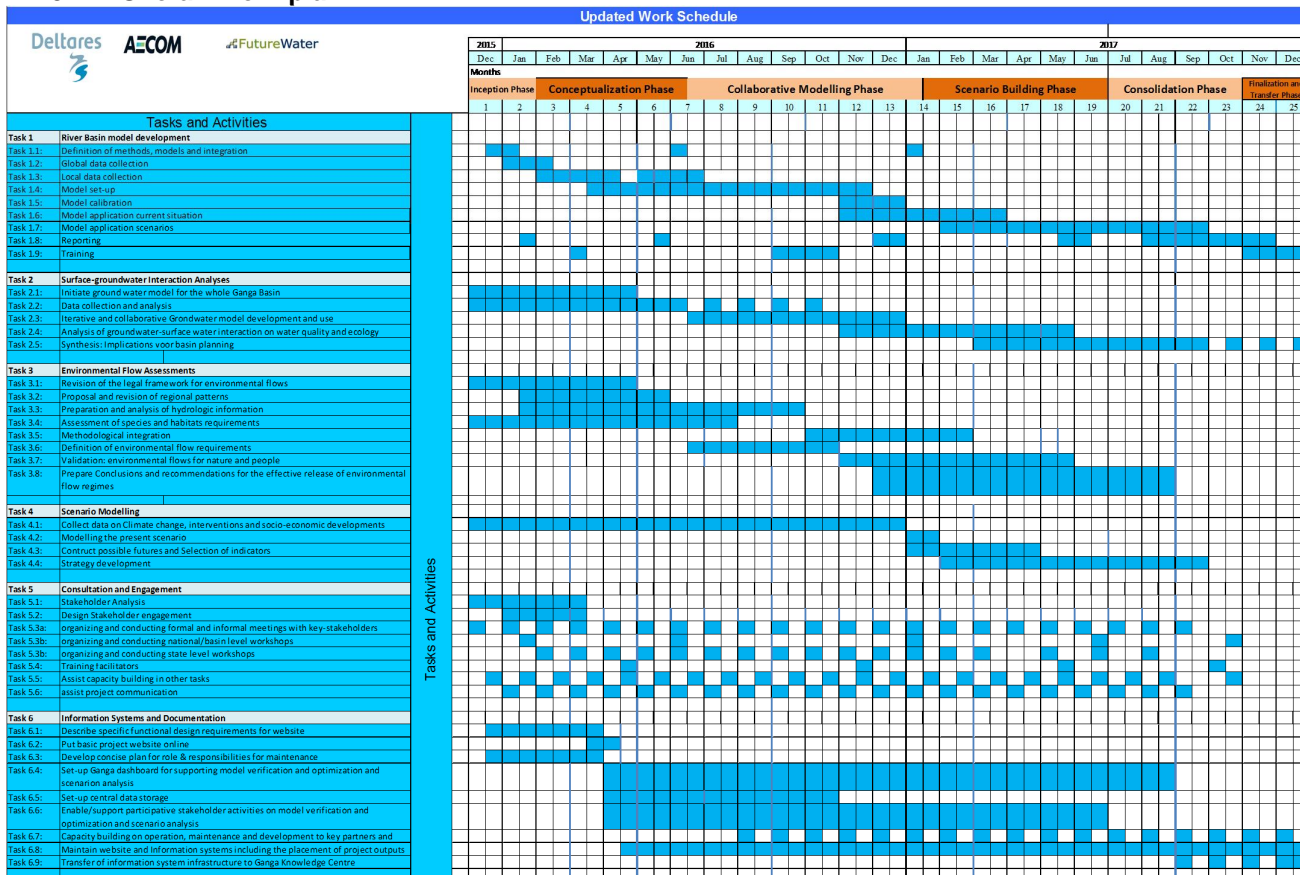 Updated Work Schedule
Deltares AECOM FutureWater
2015 2016 2017
Dec Jan Feb Mar Apr May Jun Jul Aug Sep Oct Nov Dec Jan Feb Mar Apr May Jun Jul Aug Sep Oct Nov Dec
Months
Inception Phase Conceptualization Phase Collaborative Modelling Phase Scenario Building Phase Consolidation Phase Finalization and
Transfer Phase
1 2 3 4 5 6 7 8 9 10 11 12 13 14 15 16 17 18 19 20 21 22 23 24 25
Tasks and Activities
Task 1 River Basin model development
Task 1.1: Definition of methods, models and integration
Task 1.2: Global data collection
Task 1.3: Local data collection
Task 1.4: Model set-up
Task 1.5: Model calibration
Task 1.6: Model application current situation
Task 1.7: Model application scenarios
Task 1.8: Reporting
Task 1.9: Training
Task 2 Surface-groundwater Interaction Analyses
Task 2.1: Initiate ground water model for the whole Ganga Basin
Task 2.2: Data collection and analysis
Task 2.3: Iterative and collaborative Grondwater model development and use
Task 2.4: Analysis of groundwater-surface water interaction on water quality and ecology
Task 2.5: Synthesis: Implications voor basin planning
Task 3 Environmental Flow Assessments
Task 3.1: Revision of the legal framework for environmental flows
Task 3.2: Proposal and revision of regional patterns
Task 3.3: Preparation and analysis of hydrologic information
Task 3.4: Assessment of species and habitats requirements
Task 3.5: Methodological integration
Task 3.6: Definition of environmental flow requirements
Task 3.7: Validation: environmental flows for nature and people
Task 3.8: Prepare Conclusions and recommendations for the effective release of environmental
flow regimes
Task 4 Scenario Modelling
Task 4.1: Collect data on Climate change, interventions and socio-economic developments
Task 4.2: Modelling the present scenario
Task 4.3: Contruct possible futures and Selection of indicators
Task 4.4: Strategy development
Task 5 Consultation and Engagement
Task 5.1: Stakeholder Analysis
Task 5.2: Design Stakeholder engagement
Task 5.3a: organizing and conducting formal and informal meetings with key-stakeholders
Task 5.3b: organizing and conducting national/basin level workshops
Task 5.3b: organizing and conducting state level workshops
Task 5.4: Training facilitators
Task 5.5: Assist capacity building in other tasks
Task 5.6: assist project communication
Task 6 Information Systems and Documentation
Task 6.1: Describe specific functional design requirements for website
Task 6.2: Put basic project website online
Task 6.3: Develop concise plan for role & responsibilities for maintenance
Task 6.4: Set-up Ganga dashboard for supporting model verification and optimization and
scenarion analysis
Task 6.5: Set-up central data storage
Task 6.6: Enable/support participative stakeholder activities on model verification and
optimization and scenario analysis
Task 6.7: Capacity building on operation, maintenance and development to key partners and
Task 6.8: Maintain website and Information systems including the placement of project outputs
Task 6.9: Transfer of information system infrastructure to Ganga Knowledge Centre
Tasks and Activities